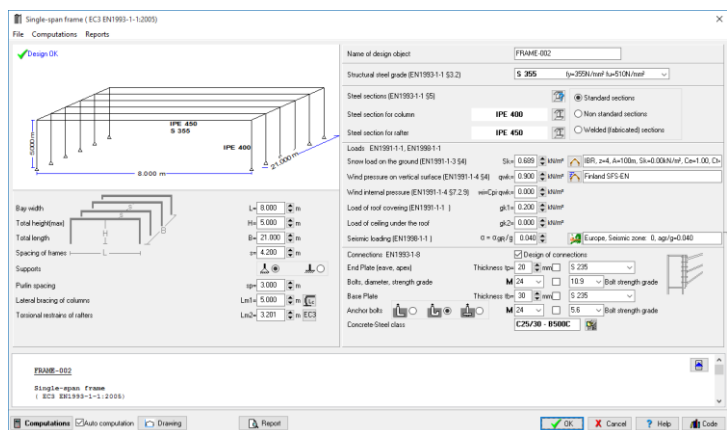 Single-span frame ( EC3 EN1993-1-1:2005)
File Computations Reports
Design OK
IPE 450
S 355
IPE 400
5.000 m
8.000 m
21.000 m
Bay width L= 8.000 m
Total height(max) H= 5.000 m
Total length B= 21.000 m
Spacing of frames s= 4.200 m
Supports
Purlin spacing sp= 3.000 m
Lateral bracing of columns Lm1= 5.000 m
Torsional restrains of rafters Lm2= 3.201 m EC3
Name of design object FRAME-002
Structural steel grade (EN1993-1-1 §3.2) S 355 fy=355N/mm² fu=510N/mm²
Steel sections (EN1993-1-1 §5) Standard sections
Steel section for column IPE 400 Non standard sections
Steel section for rafter IPE 450 Welded (fabricated) sections
Loads EN1991-1-1, EN1998-1-1
Snow load on the ground (EN1991-1-3 §4) Sk= 0.689 kN/m² IBR, z=4, A=100m, Sk=0.00kN/m², Ce=1.00, Ct=
Wind pressure on vertical surface (EN1991-1-4 §4) qwk= 0.900 kN/m² Finland SFS-EN
Wind internal pressure (EN1991-1-4 §7.2.9) wi=Cpi·qwk= 0.000 kN/m²
Load of roof covering (EN1991-1-1 ) gk1= 0.200 kN/m²
Load of ceiling under the roof gk2= 0.000 kN/m²
Seismic loading (EN1998-1-1 ) α = αgR/g 0.040 Europe, Seismic zone: 0, agr/g=0.040
Connections EN1993-1-8 Design of connections
End Plate (eave, apex) Thickness tp= 20 mm S 235
Bolts, diameter, strength grade M 24 10.9 Bolt strength grade
Base Plate Thickness tb= 30 mm S 235
Anchor bolts M 24 5.6 Bolt strength grade
Concrete-Steel class C25/30 - B500C
FRAME-002
Single-span frame
( EC3 EN1993-1-1:2005)
Computations Auto computation Drawing Report OK Cancel Help Code